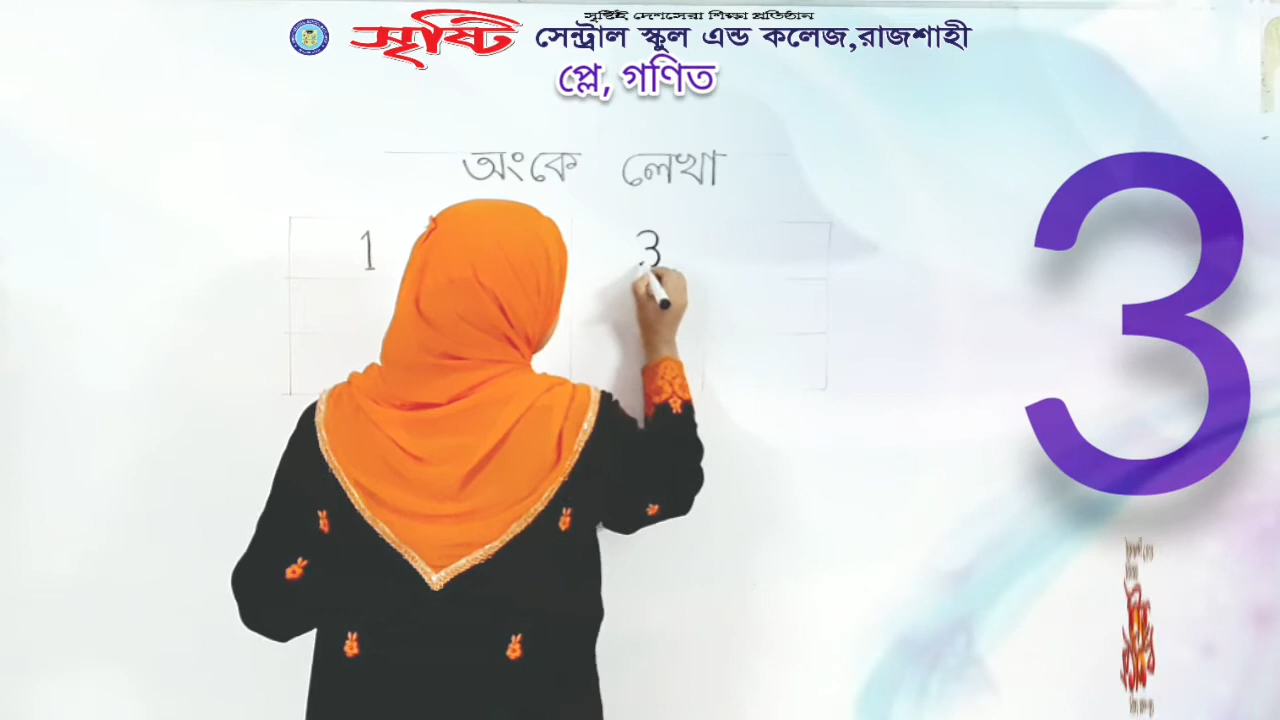 সৃষ্টিই দেশসেরা শিক্ষা প্রতিষ্ঠান
সৃষ্টি সেন্ট্রাল স্কুল এন্ড কলেজ,রাজশাহী
প্লে, গণিত
অংকে লেখা
1 3
3